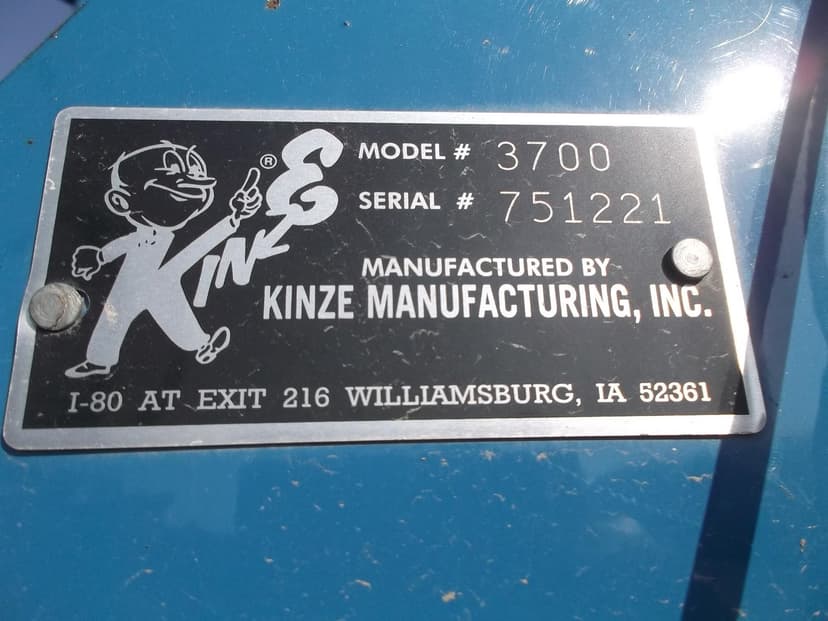 KINZE ®
MODEL # 3700
SERIAL # 751221
MANUFACTURED BY
KINZE MANUFACTURING, INC.
I-80 AT EXIT 216 WILLIAMSBURG, IA 52361